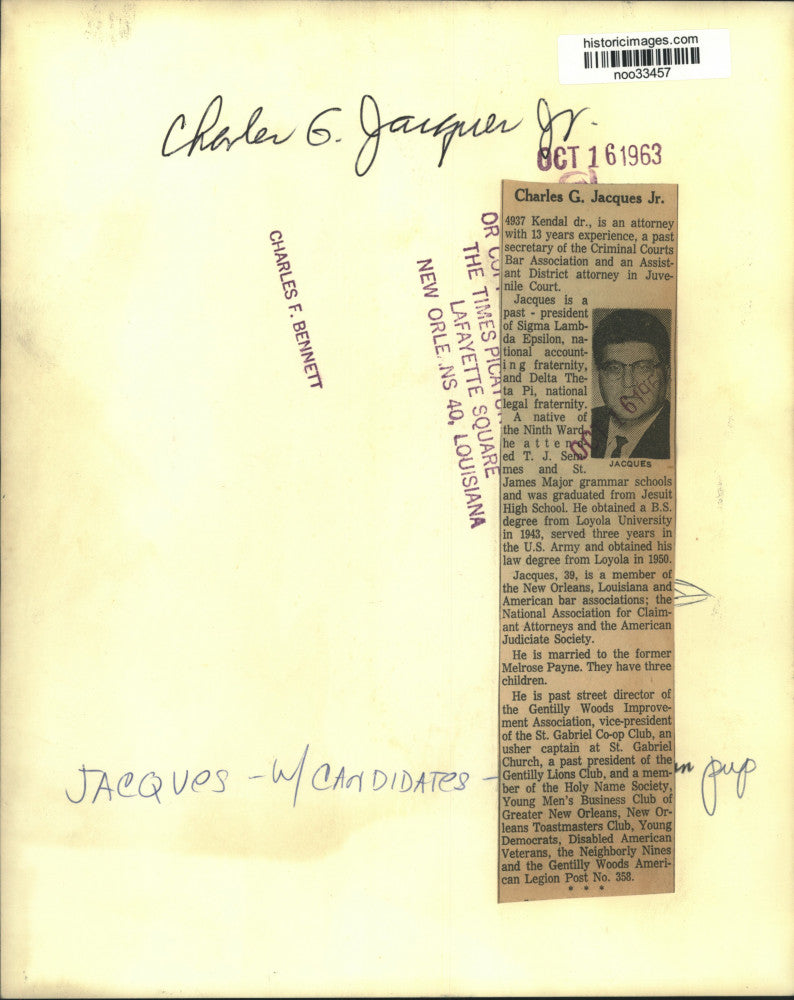 historicimages.com
noo33457
Charles G. Jacques Jr.
OCT 16 1963
CHARLES F. BENNETT
OR
THE TIMES PICAYU
LAFAYETTE SQUARE
NEW ORLE NS 40, LOUISIANA
Charles G. Jacques Jr.
4937 Kendal dr., is an attorney
with 13 years experience, a past
secretary of the Criminal Courts
Bar Association and an Assist-
ant District attorney in Juve-
nile Court.
Jacques is a
past - president
of Sigma Lamb-
da Epsilon, na-
tional account-
ing fraternity,
and Delta The-
ta Pi, national
legal fraternity.
A native of
the Ninth Ward,
he attend-
ed T. J. Sem-
mes and St.
JACQUES
James Major grammar schools
and was graduated from Jesuit
High School. He obtained a B.S.
degree from Loyola University
in 1943, served three years in
the U.S. Army and obtained his
law degree from Loyola in 1950.
Jacques, 39, is a member of
the New Orleans, Louisiana and
American bar associations; the
National Association for Claim-
ant Attorneys and the American
Judiciate Society.
He is married to the former
Melrose Payne. They have three
children.
He is past street director of
the Gentilly Woods Improve-
ment Association, vice-president
of the St. Gabriel Co-op Club, an
usher captain at St. Gabriel
Church, a past president of the
Gentilly Lions Club, and a mem-
ber of the Holy Name Society,
Young Men's Business Club of
Greater New Orleans, New Or-
leans Toastmasters Club, Young
Democrats, Disabled American
Veterans, the Neighborly Nines
and the Gentilly Woods Ameri-
can Legion Post No. 358.
* * *
JACQUES - W/ CANDIDATES -